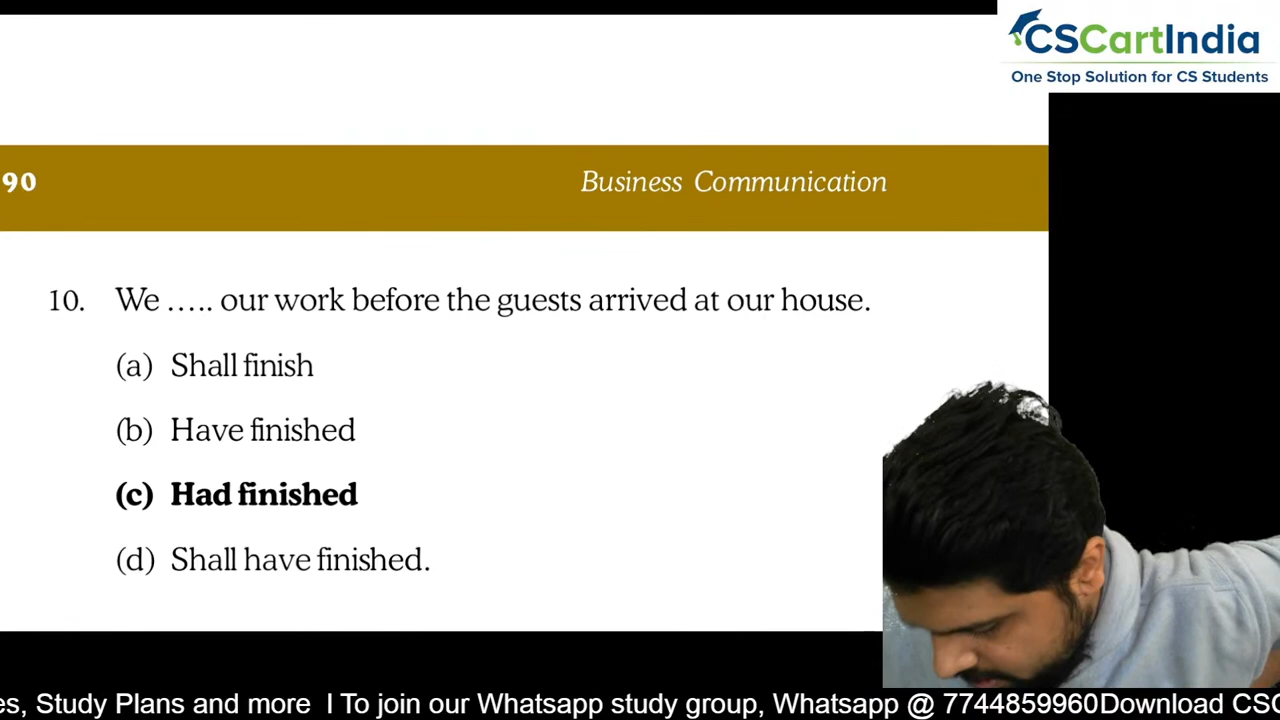 CSCartIndia
One Stop Solution for CS Students
90 Business Communication
10. We ..... our work before the guests arrived at our house.
(a) Shall finish
(b) Have finished
(c) Had finished
(d) Shall have finished.
es, Study Plans and more I To join our Whatsapp study group, Whatsapp @ 7744859960Download CSC